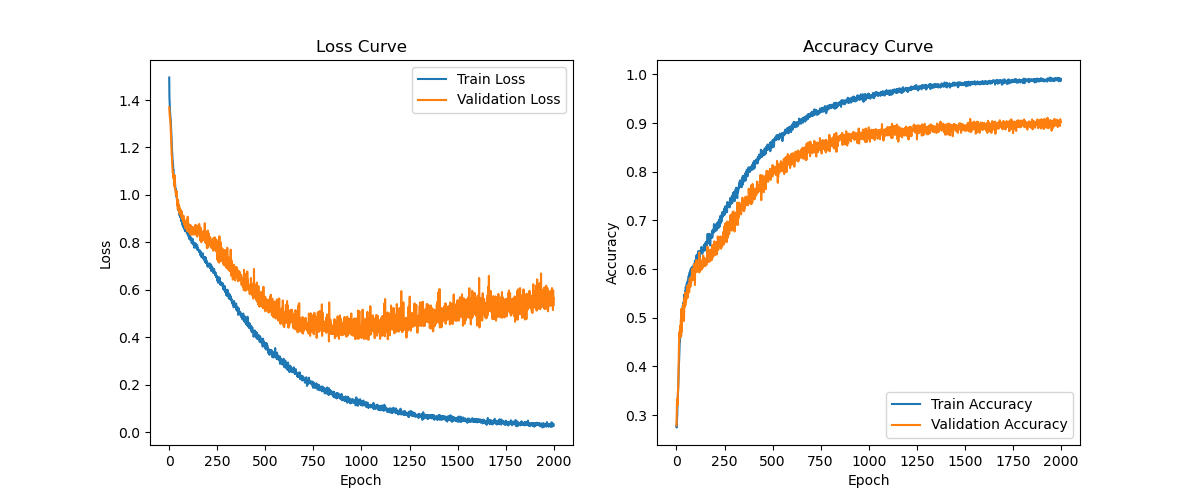 Loss Curve
Train Loss
Validation Loss
1.4
1.2
1.0
0.8
0.6
0.4
0.2
0.0
Loss
0 250 500 750 1000 1250 1500 1750 2000
Epoch
Accuracy Curve
1.0
0.9
0.8
0.7
0.6
0.5
0.4
0.3
Accuracy
Train Accuracy
Validation Accuracy
0 250 500 750 1000 1250 1500 1750 2000
Epoch